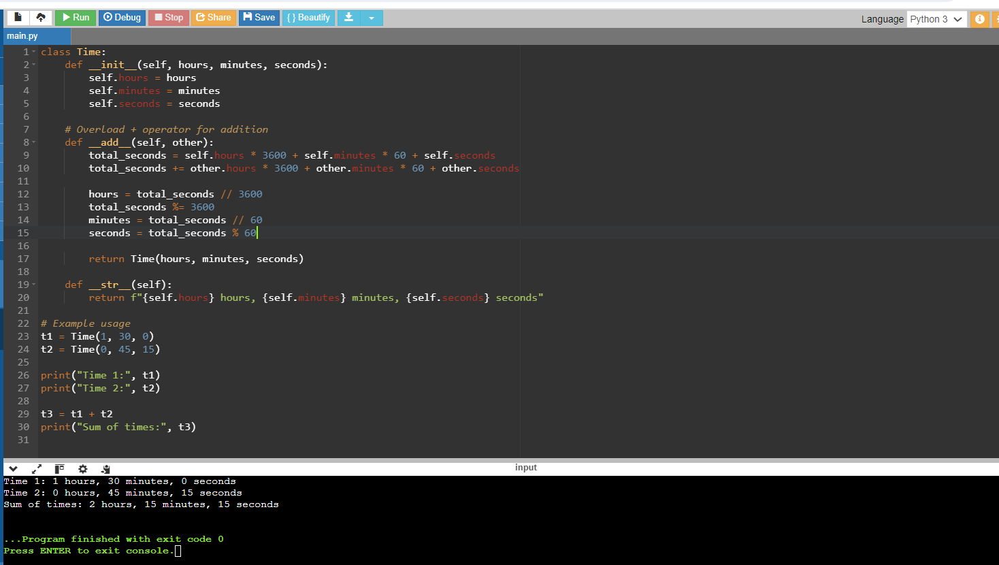 Run Debug Stop Share Save { } Beautify Language Python 3
main.py
1 class Time:
2     def __init__(self, hours, minutes, seconds):
3         self.hours = hours
4         self.minutes = minutes
5         self.seconds = seconds
6
7     # Overload + operator for addition
8     def __add__(self, other):
9         total_seconds = self.hours * 3600 + self.minutes * 60 + self.seconds
10         total_seconds += other.hours * 3600 + other.minutes * 60 + other.seconds
11
12         hours = total_seconds // 3600
13         total_seconds %= 3600
14         minutes = total_seconds // 60
15         seconds = total_seconds % 60
16
17         return Time(hours, minutes, seconds)
18
19     def __str__(self):
20         return f"{self.hours} hours, {self.minutes} minutes, {self.seconds} seconds"
21
22 # Example usage
23 t1 = Time(1, 30, 0)
24 t2 = Time(0, 45, 15)
25
26 print("Time 1:", t1)
27 print("Time 2:", t2)
28
29 t3 = t1 + t2
30 print("Sum of times:", t3)
31
input
Time 1: 1 hours, 30 minutes, 0 seconds
Time 2: 0 hours, 45 minutes, 15 seconds
Sum of times: 2 hours, 15 minutes, 15 seconds
...Program finished with exit code 0
Press ENTER to exit console.